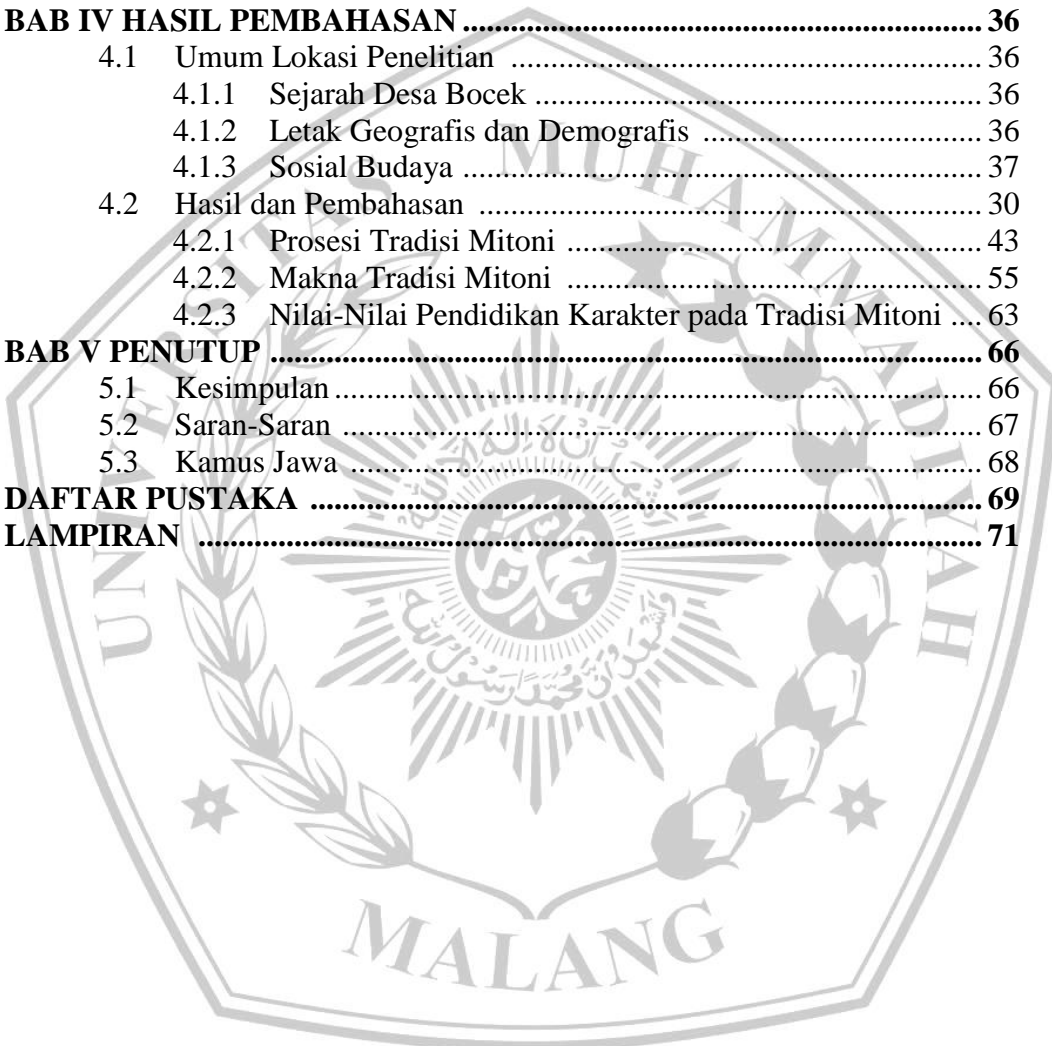 BAB IV HASIL PEMBAHASAN ........................................................................ 36
4.1 Umum Lokasi Penelitian ................................................................. 36
4.1.1 Sejarah Desa Bocek .............................................................. 36
4.1.2 Letak Geografis dan Demografis ....................................... 36
4.1.3 Sosial Budaya ....................................................................... 37
4.2 Hasil dan Pembahasan ..................................................................... 30
4.2.1 Prosesi Tradisi Mitoni ......................................................... 43
4.2.2 Makna Tradisi Mitoni ......................................................... 55
4.2.3 Nilai-Nilai Pendidikan Karakter pada Tradisi Mitoni .... 63
BAB V PENUTUP .................................................................................................... 66
5.1 Kesimpulan ......................................................................................... 66
5.2 Saran-Saran ........................................................................................ 67
5.3 Kamus Jawa ....................................................................................... 68
DAFTAR PUSTAKA .............................................................................................. 69
LAMPIRAN .............................................................................................................. 71
UNIVERSITAS MUHAMMADIYAH
MALANG